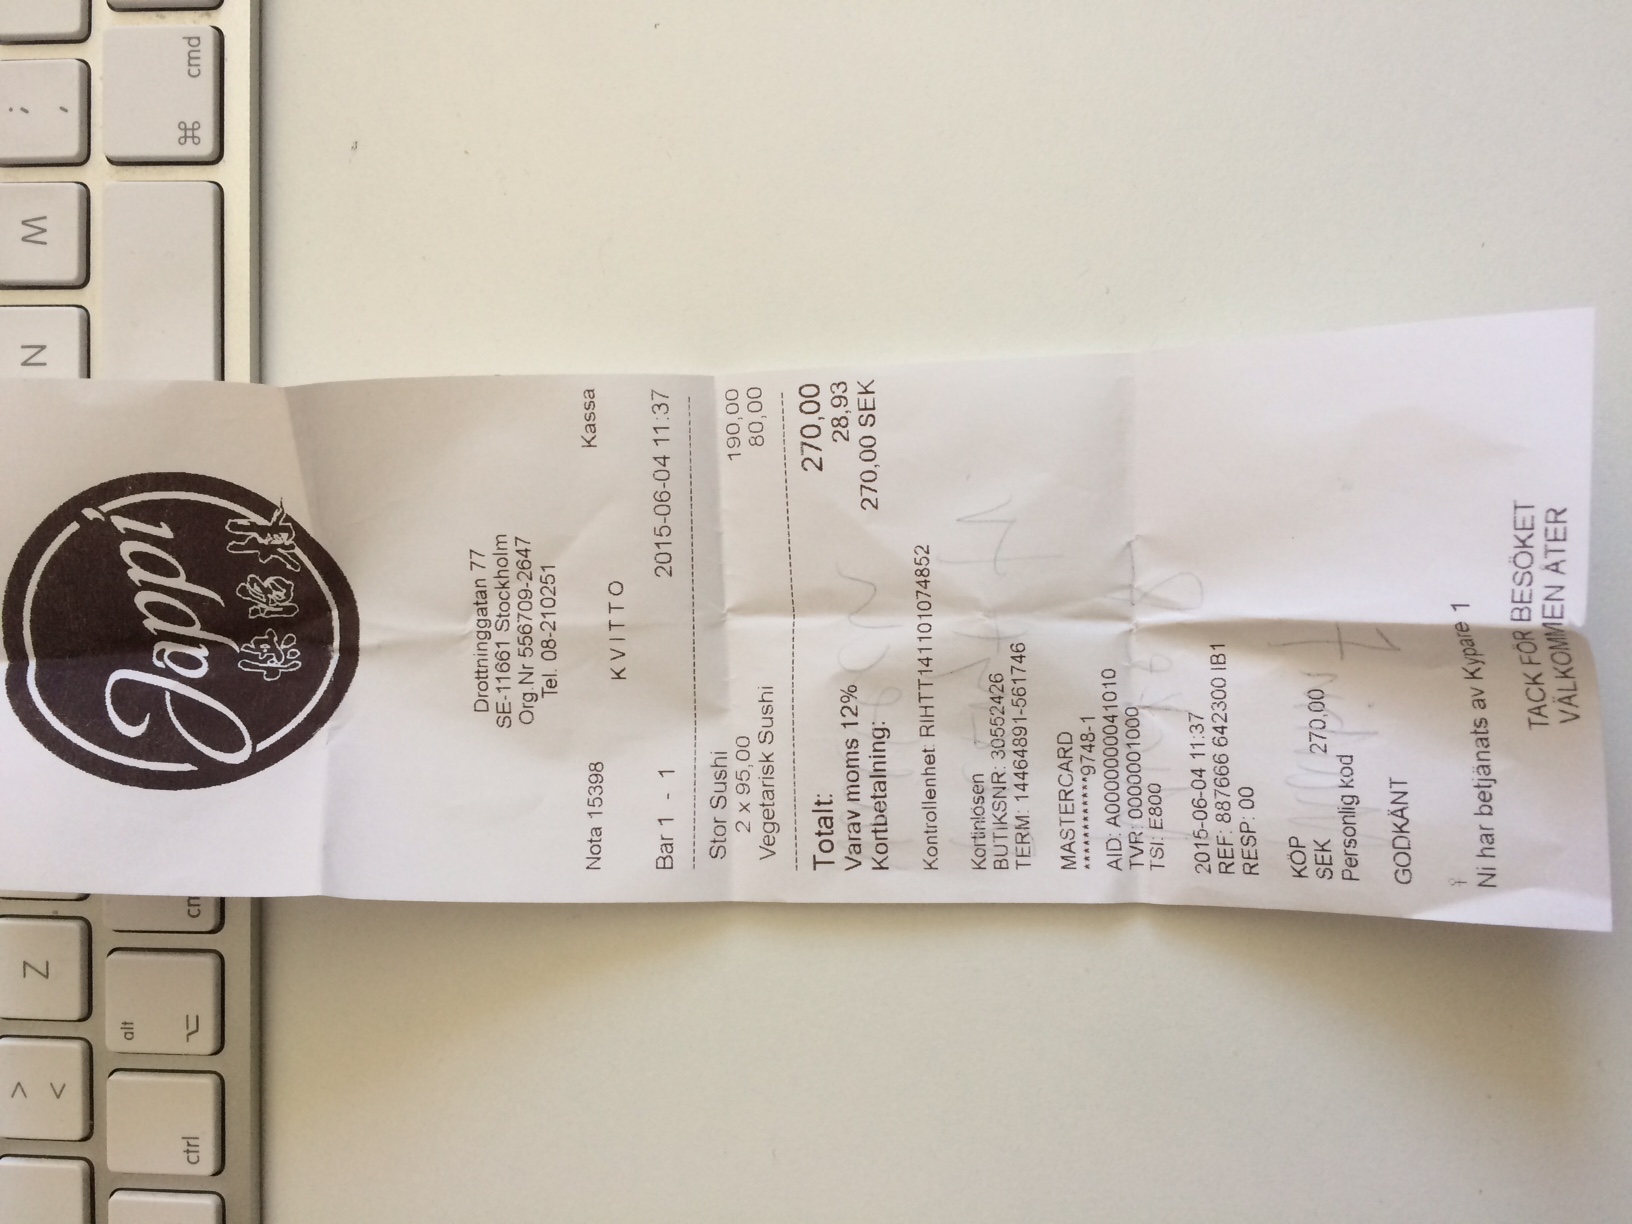 >
<
Z
N
M
;
,
ctrl
alt
⌥
⌘ cmd
Jappi
Drottninggatan 77
SE-11661 Stockholm
Org.Nr 556709-2647
Tel. 08-210251
Nota 15398 Kassa
KVITTO
Bar 1 - 1 2015-06-04 11:37
Stor Sushi
2 x 95,00 190,00
Vegetarisk Sushi 80,00
Totalt: 270,00
Varav moms 12% 28,93
Kortbetalning: 270,00 SEK
Kontrollenhet: RIHTT141101074852
Kortinlösen
BUTIKSNR: 30552426
TERM: 14464891-561746
MASTERCARD
************9748-1
AID: A0000000041010
TVR: 0000001000
TSI: E800
2015-06-04 11:37
REF: 887666 642300 IB1
RESP: 00
KÖP
SEK 270,00
Personlig kod
GODKÄNT
Ni har betjänats av Kypare 1
TACK FÖR BESÖKET
VÄLKOMMEN ÅTER